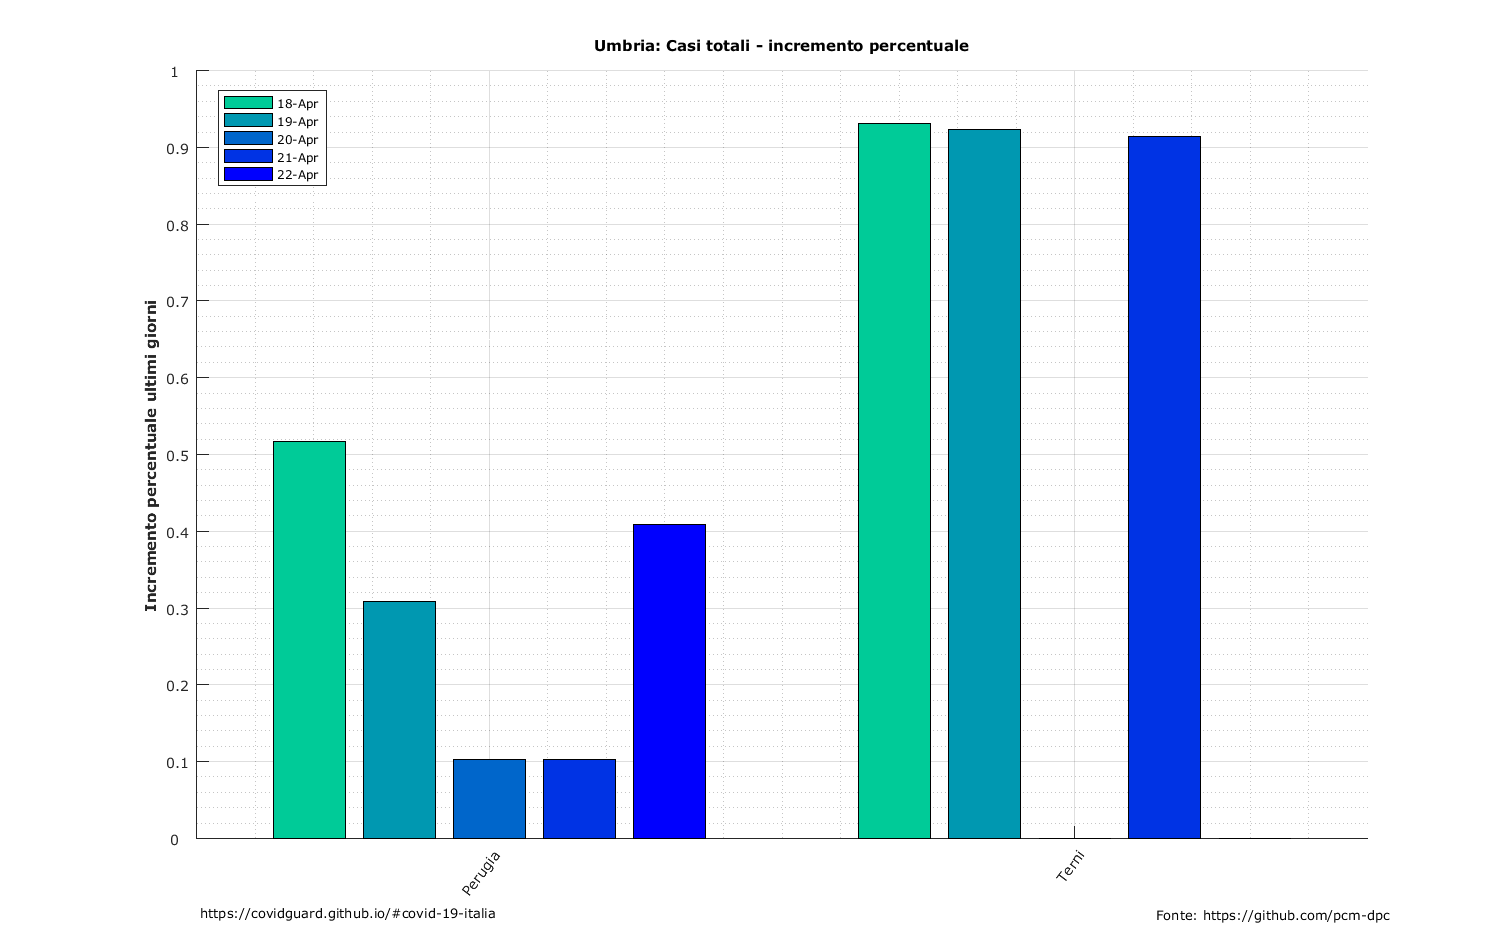 Umbria: Casi totali - incremento percentuale
1
0.9
0.8
0.7
0.6
0.5
0.4
0.3
0.2
0.1
0
18-Apr
19-Apr
20-Apr
21-Apr
22-Apr
Incremento percentuale ultimi giorni
Perugia
Terni
https://covidguard.github.io/#covid-19-italia
Fonte: https://github.com/pcm-dpc